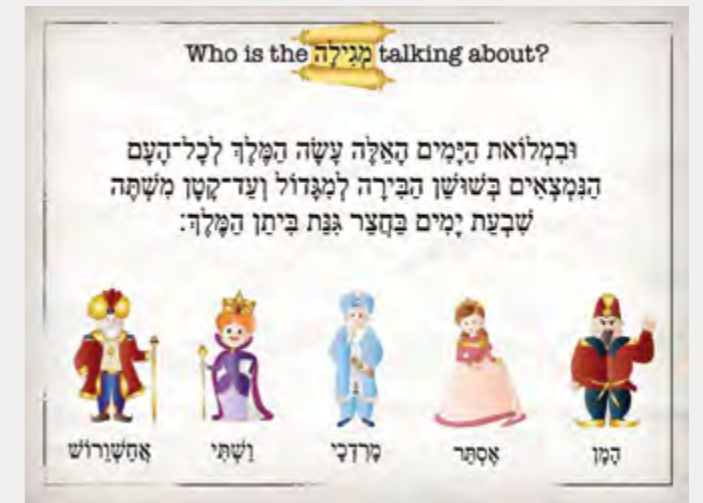 Who is the מְגִילָה talking about?
וּבִמְלוֹאת הַיָּמִים הָאֵלֶּה עָשָׂה הַמֶּלֶךְ לְכָל־הָעָם
הַנִּמְצְאִים בְּשׁוּשַׁן הַבִּירָה לְמִגָּדוֹל וְעַד־קָטָן מִשְׁתֶּה
שִׁבְעַת יָמִים בַּחֲצַר גִּנַּת בִּיתַן הַמֶּלֶךְ:
הָמָן אֶסְתֵּר מָרְדְּכַי וַשְׁתִּי אֲחַשְׁוֵרוֹשׁ